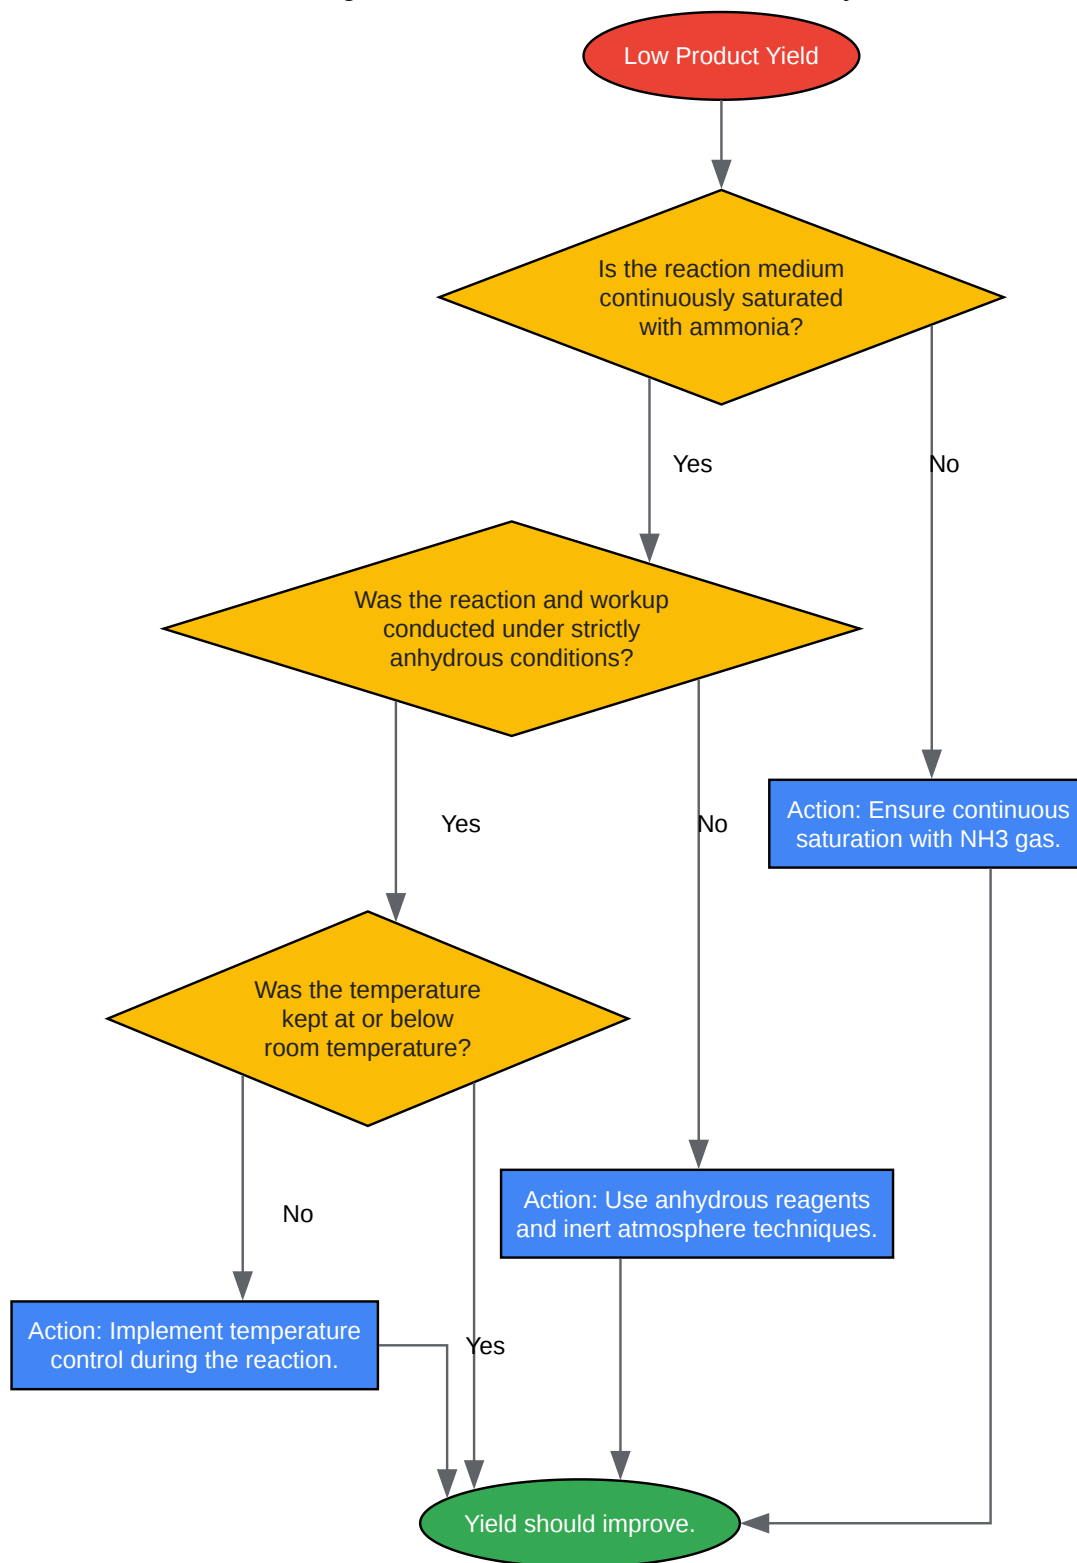 Low Product Yield
Is the reaction medium
continuously saturated
with ammonia?
Yes
No
Was the reaction and workup
conducted under strictly
anhydrous conditions?
Action: Ensure continuous
saturation with NH3 gas.
Yes
No
Was the temperature
kept at or below
room temperature?
Action: Use anhydrous reagents
and inert atmosphere techniques.
No
Action: Implement temperature
control during the reaction.
Yes
Yield should improve.